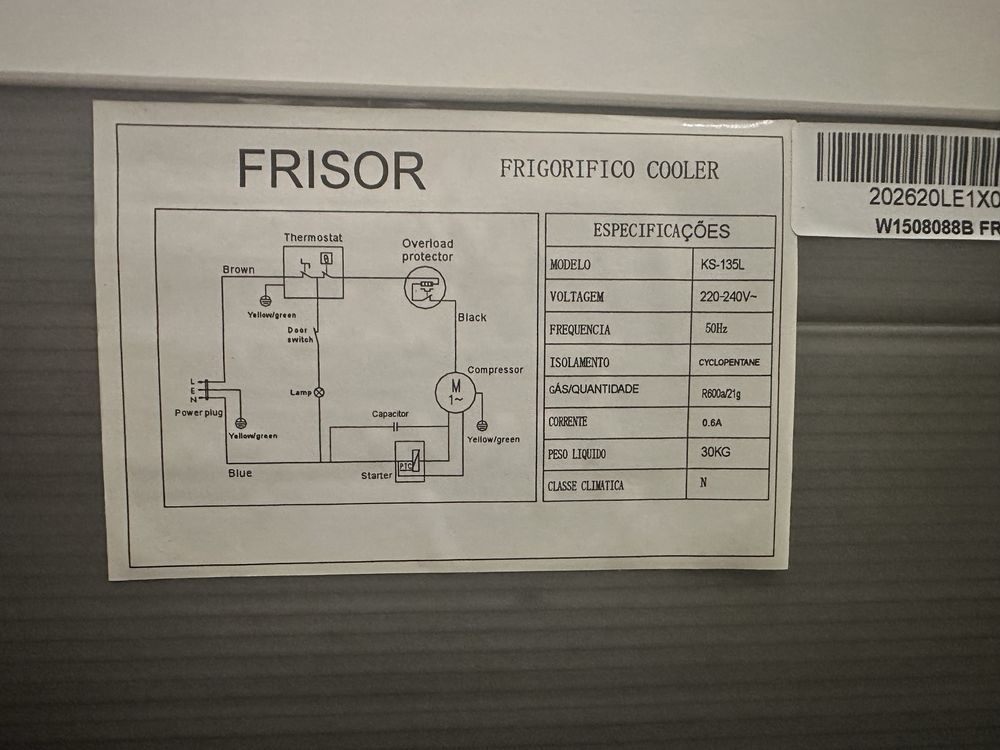 FRISOR
FRIGORIFICO COOLER
202620LE1X0
W1508088B FR
Thermostat
θ
Overload
protector
Brown
Yellow/green
Black
Door
switch
Compressor
M
1~
L
E
N
Lamp
Power plug
Capacitor
Yellow/green
Yellow/green
PTC
Blue
Starter
ESPECIFICAÇÕES
MODELO KS-135L
VOLTAGEM 220-240V~
FREQUENCIA 50Hz
ISOLAMENTO CYCLOPENTANE
GÁS/QUANTIDADE R600a/21g
CORRENTE 0.6A
PESO LIQUIDO 30KG
CLASSE CLIMATICA N